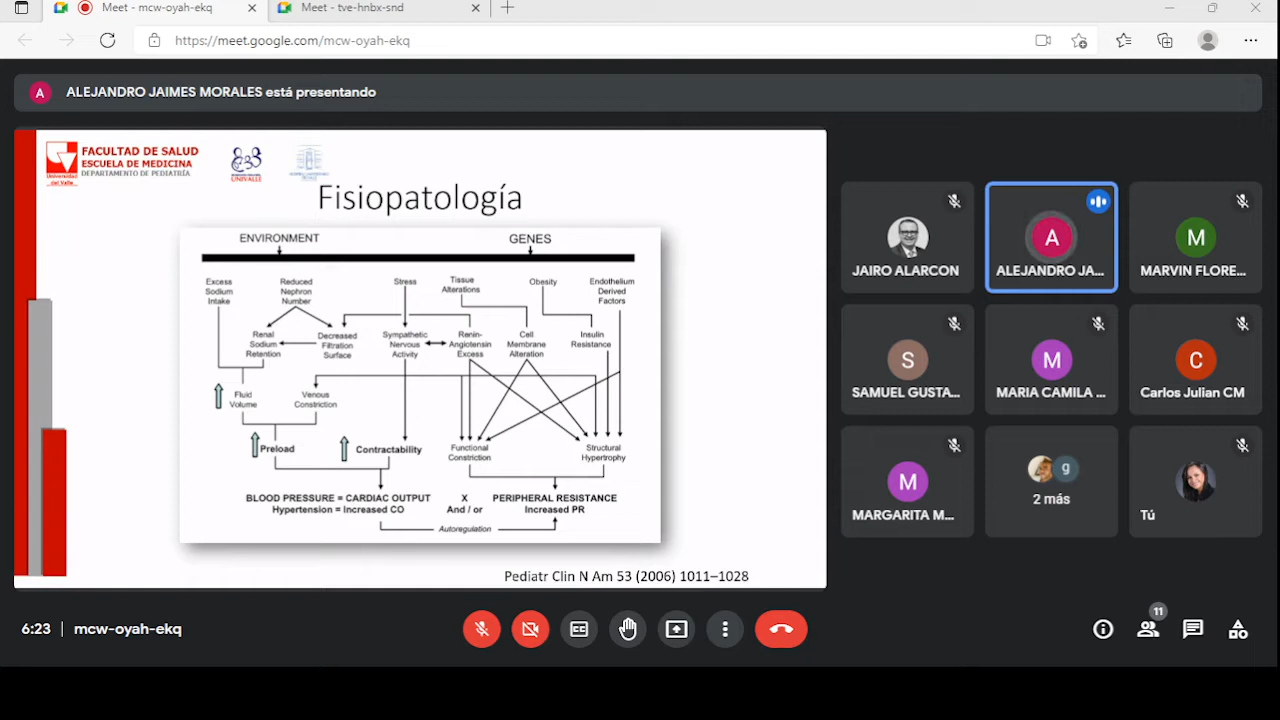 Meet - mcw-oyah-ekq
Meet - tve-hnbx-snd
https://meet.google.com/mcw-oyah-ekq
A
ALEJANDRO JAIMES MORALES está presentando
Universidad
del Valle
FACULTAD DE SALUD
ESCUELA DE MEDICINA
DEPARTAMENTO DE PEDIATRÍA
UNIVALLE
Fisiopatología
ENVIRONMENT
GENES
Excess
Sodium
Intake
Reduced
Nephron
Number
Stress
Tissue
Alterations
Obesity
Endothelium
Derived
Factors
Renal
Sodium
Retention
Decreased
Filtration
Surface
Sympathetic
Nervous
Activity
Renin-
Angiotensin
Excess
Cell
Membrane
Alteration
Insulin
Resistance
Fluid
Volume
Venous
Constriction
Preload
Contractability
Functional
Constriction
Structural
Hypertrophy
BLOOD PRESSURE = CARDIAC OUTPUT X PERIPHERAL RESISTANCE
Hypertension = Increased CO And / or Increased PR
Autoregulation
Pediatr Clin N Am 53 (2006) 1011–1028
JAIRO ALARCON
A
ALEJANDRO JA...
M
MARVIN FLORE...
S
SAMUEL GUSTA...
M
MARIA CAMILA ...
C
Carlos Julian CM
M
MARGARITA M...
g
2 más
Tú
6:23 | mcw-oyah-ekq
11